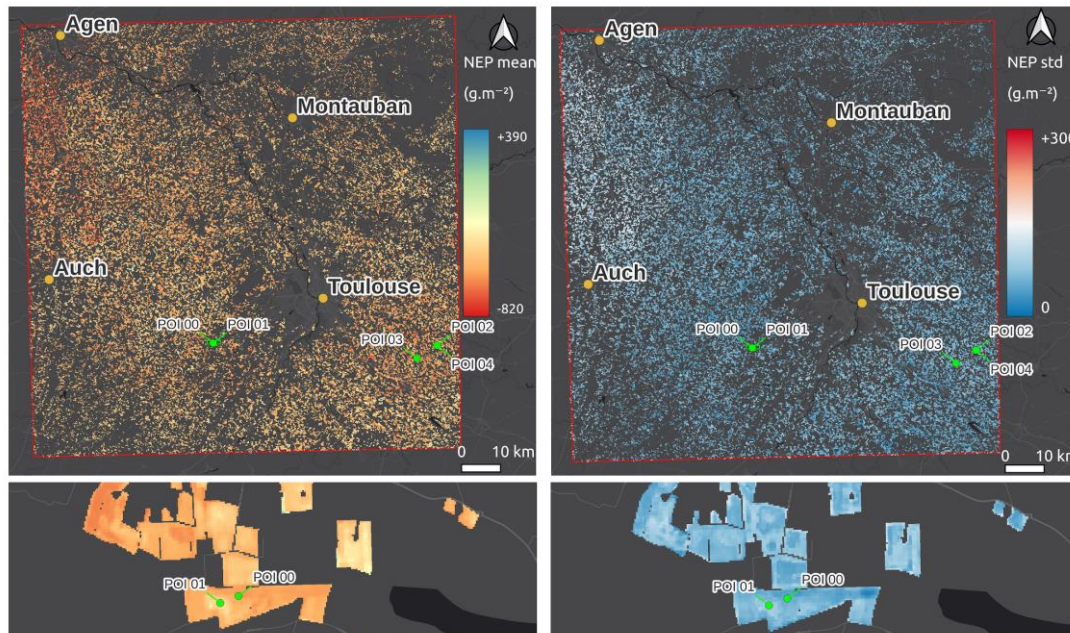 Agen
NEP mean
(g.m⁻²)
+390
Montauban
Auch
Toulouse
-820
POI 00
POI 01
POI 03
POI 02
POI 04
0 10 km
Agen
NEP std
(g.m⁻²)
+300
Montauban
Auch
Toulouse
0
POI 00
POI 01
POI 03
POI 02
POI 04
0 10 km
POI 01
POI 00
POI 01
POI 00